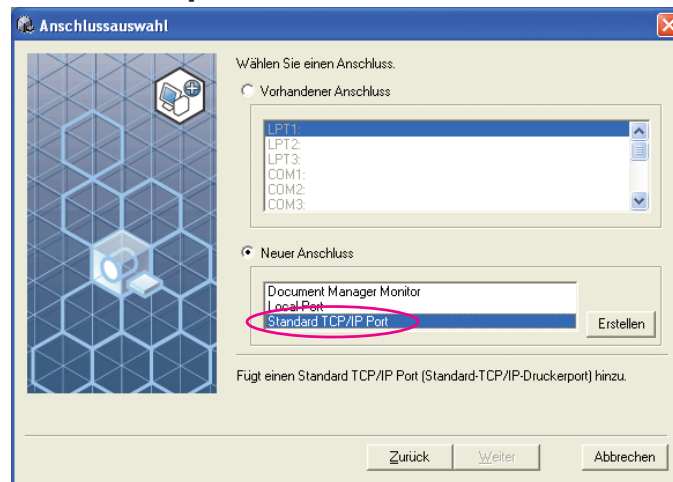 Anschlussauswahl
Wählen Sie einen Anschluss.
Vorhandener Anschluss
LPT1:
LPT2:
LPT3:
COM1:
COM2:
COM3:
Neuer Anschluss
Document Manager Monitor
Local Port
Standard TCP/IP Port
Erstellen
Fügt einen Standard TCP/IP Port (Standard-TCP/IP-Druckerport) hinzu.
Zurück Weiter Abbrechen